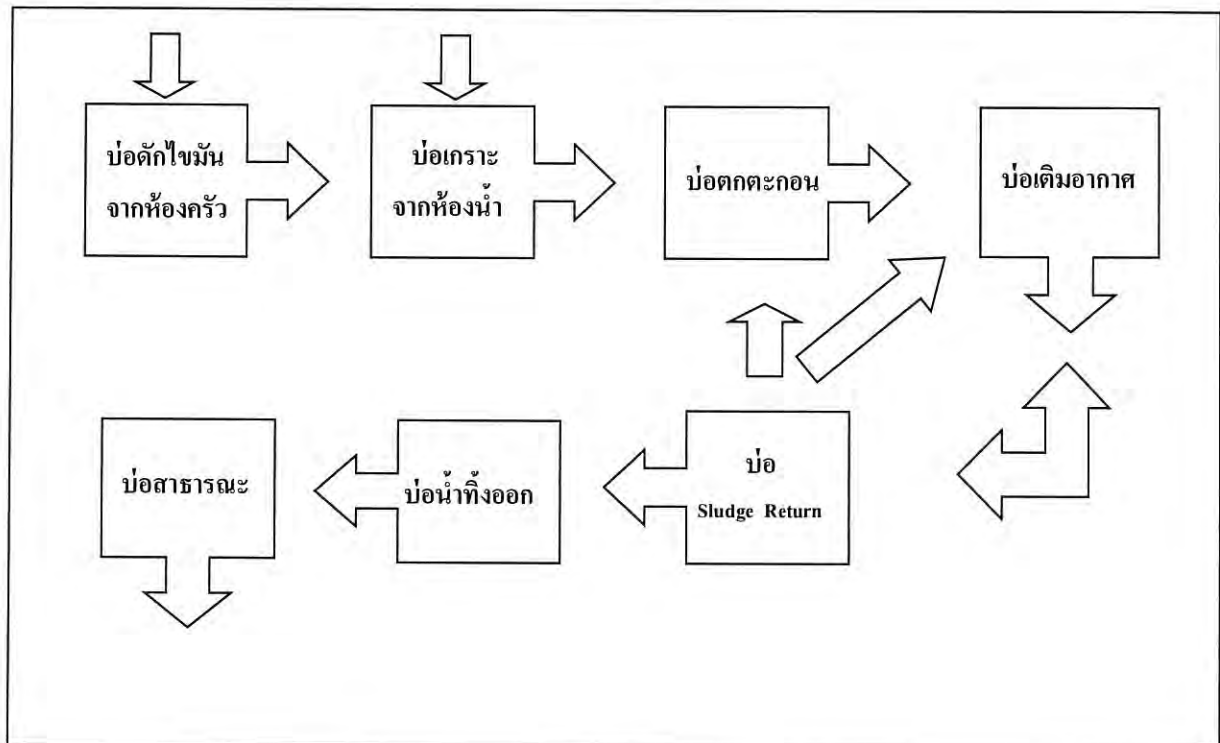 บ่อดักไขมัน
จากห้องครัว
บ่อเกราะ
จากห้องน้ำ
บ่อตกตะกอน
บ่อเติมอากาศ
บ่อสาธารณะ
บ่อน้ำทิ้งออก
บ่อ
Sludge Return